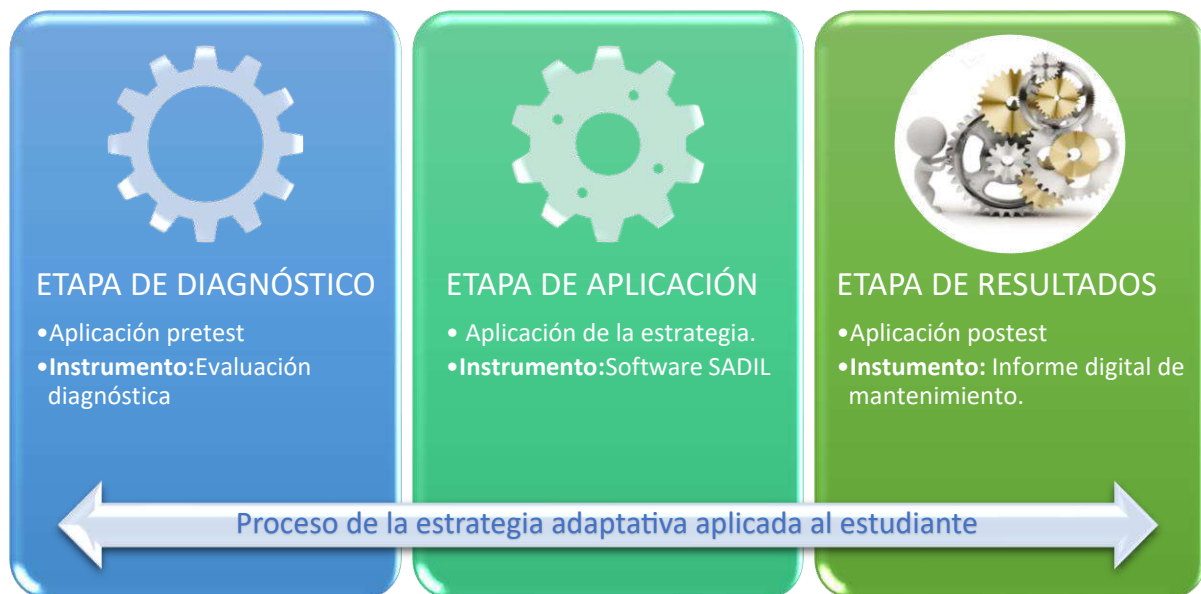 ETAPA DE DIAGNÓSTICO
•Aplicación pretest
•Instrumento:Evaluación
diagnóstica
ETAPA DE APLICACIÓN
• Aplicación de la estrategia.
•Instrumento:Software SADIL
ETAPA DE RESULTADOS
•Aplicación postest
•Instumento: Informe digital de
mantenimiento.
Proceso de la estrategia adaptativa aplicada al estudiante